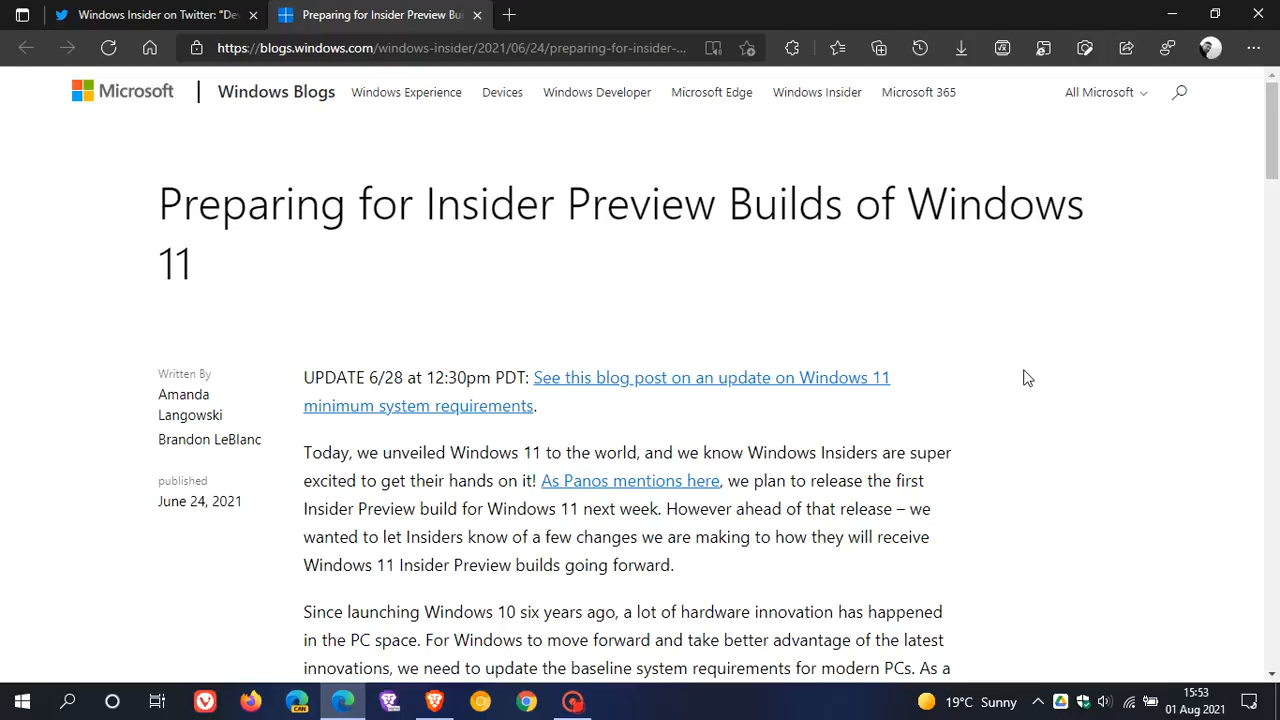 Windows Insider on Twitter: "De
Preparing for Insider Preview Bui
https://blogs.windows.com/windows-insider/2021/06/24/preparing-for-insider-...
Microsoft
Windows Blogs
Windows Experience
Devices
Windows Developer
Microsoft Edge
Windows Insider
Microsoft 365
All Microsoft
Preparing for Insider Preview Builds of Windows
11
Written By
Amanda
Langowski
Brandon LeBlanc
published
June 24, 2021
UPDATE 6/28 at 12:30pm PDT: See this blog post on an update on Windows 11
minimum system requirements.
Today, we unveiled Windows 11 to the world, and we know Windows Insiders are super
excited to get their hands on it! As Panos mentions here, we plan to release the first
Insider Preview build for Windows 11 next week. However ahead of that release – we
wanted to let Insiders know of a few changes we are making to how they will receive
Windows 11 Insider Preview builds going forward.
Since launching Windows 10 six years ago, a lot of hardware innovation has happened
in the PC space. For Windows to move forward and take better advantage of the latest
innovations, we need to update the baseline system requirements for modern PCs. As a
CAN
19°C Sunny
15:53
01 Aug 2021